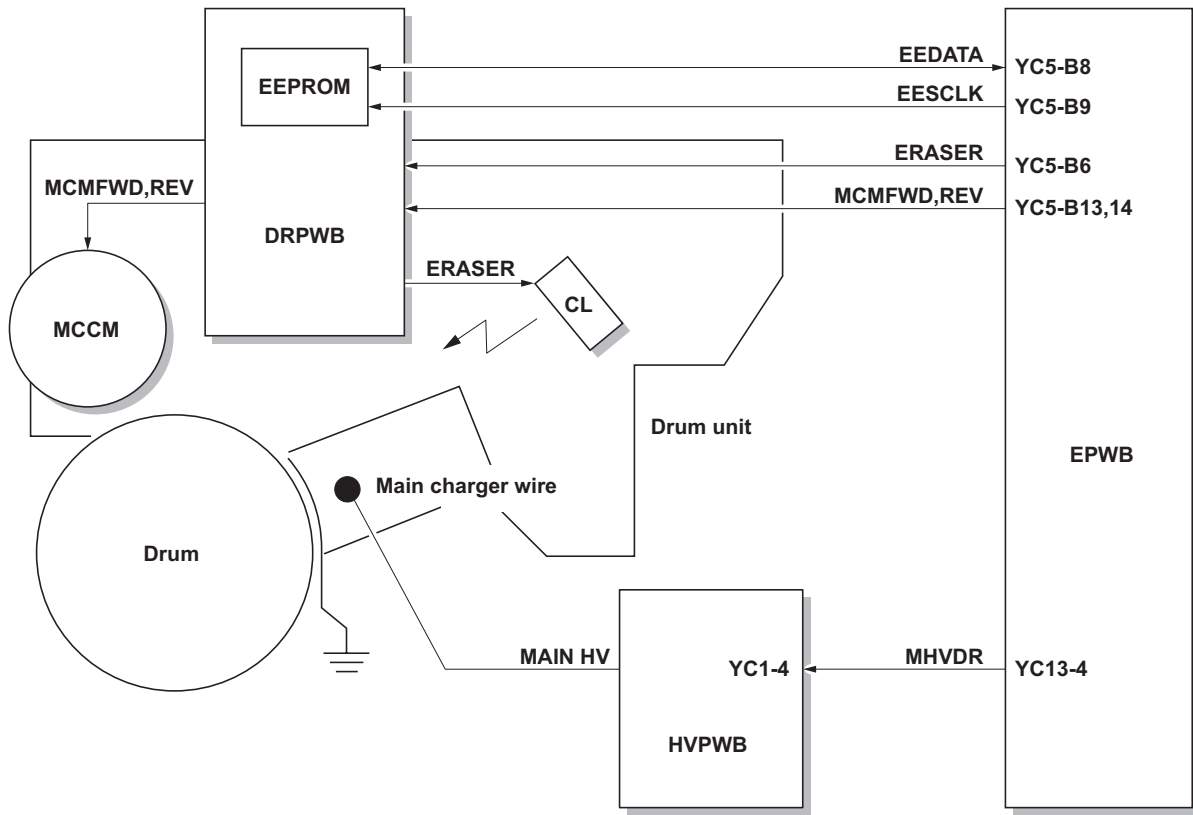 EEDATA
YC5-B8
EEPROM
EESCLK
YC5-B9
ERASER
YC5-B6
MCMFWD,REV
MCMFWD,REV
YC5-B13,14
DRPWB
ERASER
CL
MCCM
Drum unit
EPWB
Main charger wire
Drum
MAIN HV
YC1-4
MHVDR
YC13-4
HVPWB